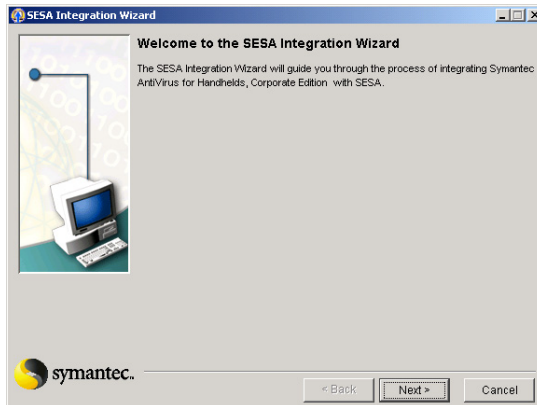 SESA Integration Wizard
Welcome to the SESA Integration Wizard
The SESA Integration Wizard will guide you through the process of integrating Symantec
AntiVirus for Handhelds, Corporate Edition with SESA.
symantec.
< Back
Next >
Cancel